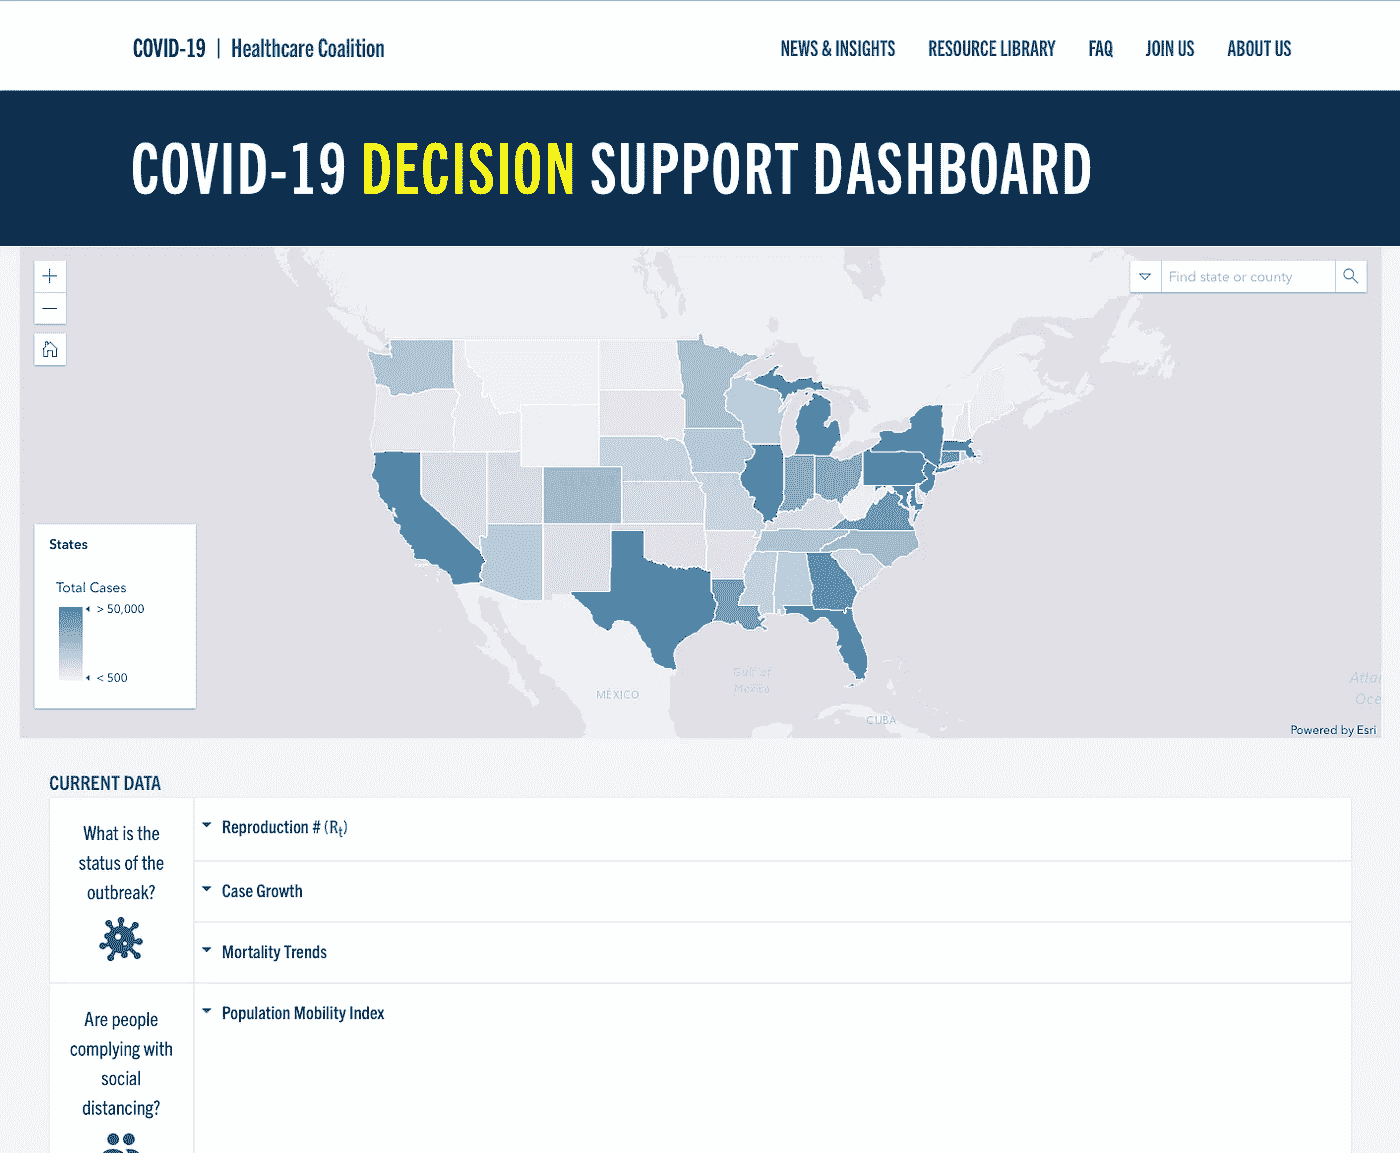 COVID-19 | Healthcare Coalition
NEWS & INSIGHTS RESOURCE LIBRARY FAQ JOIN US ABOUT US
COVID-19 DECISION SUPPORT DASHBOARD
Find state or county
States
Total Cases
> 50,000
< 500
MÉXICO
Gulf of
Mexico
CUBA
Atlan
Oce
Powered by Esri
CURRENT DATA
What is the
status of the
outbreak?
Reproduction # (Rt)
Case Growth
Mortality Trends
Are people
complying with
social
distancing?
Population Mobility Index